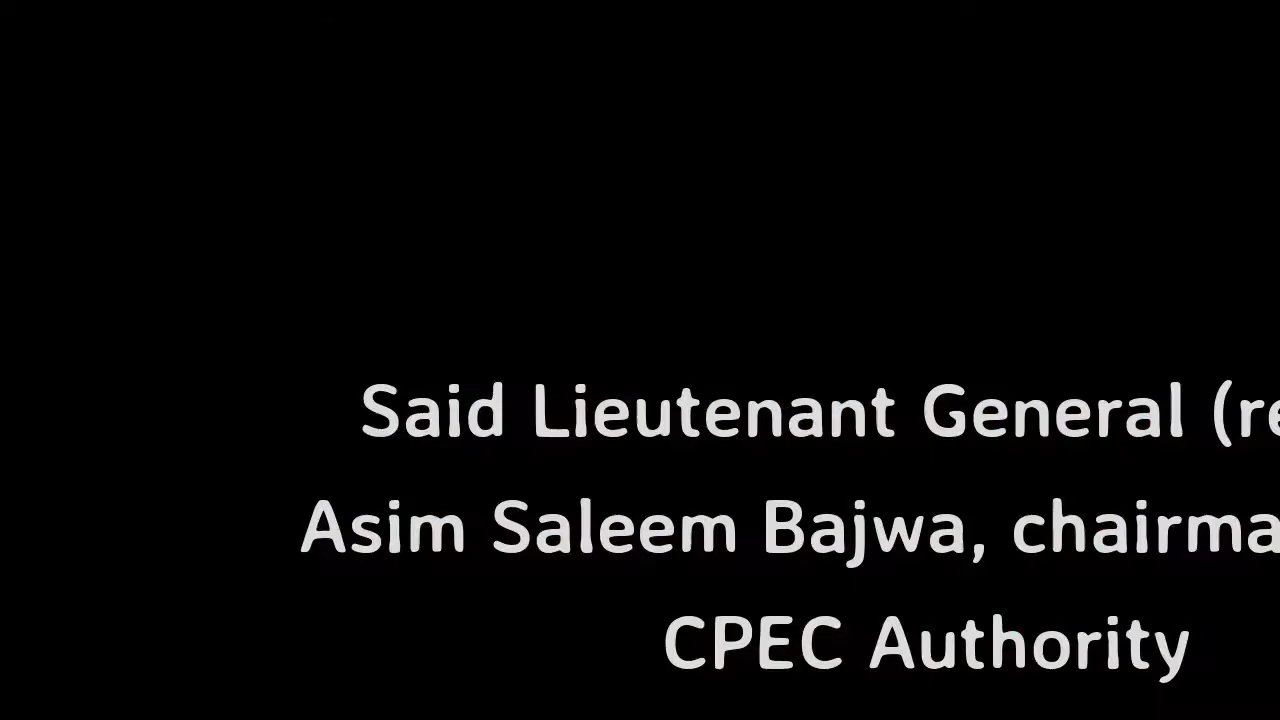 Said Lieutenant General (re
Asim Saleem Bajwa, chairma
CPEC Authority